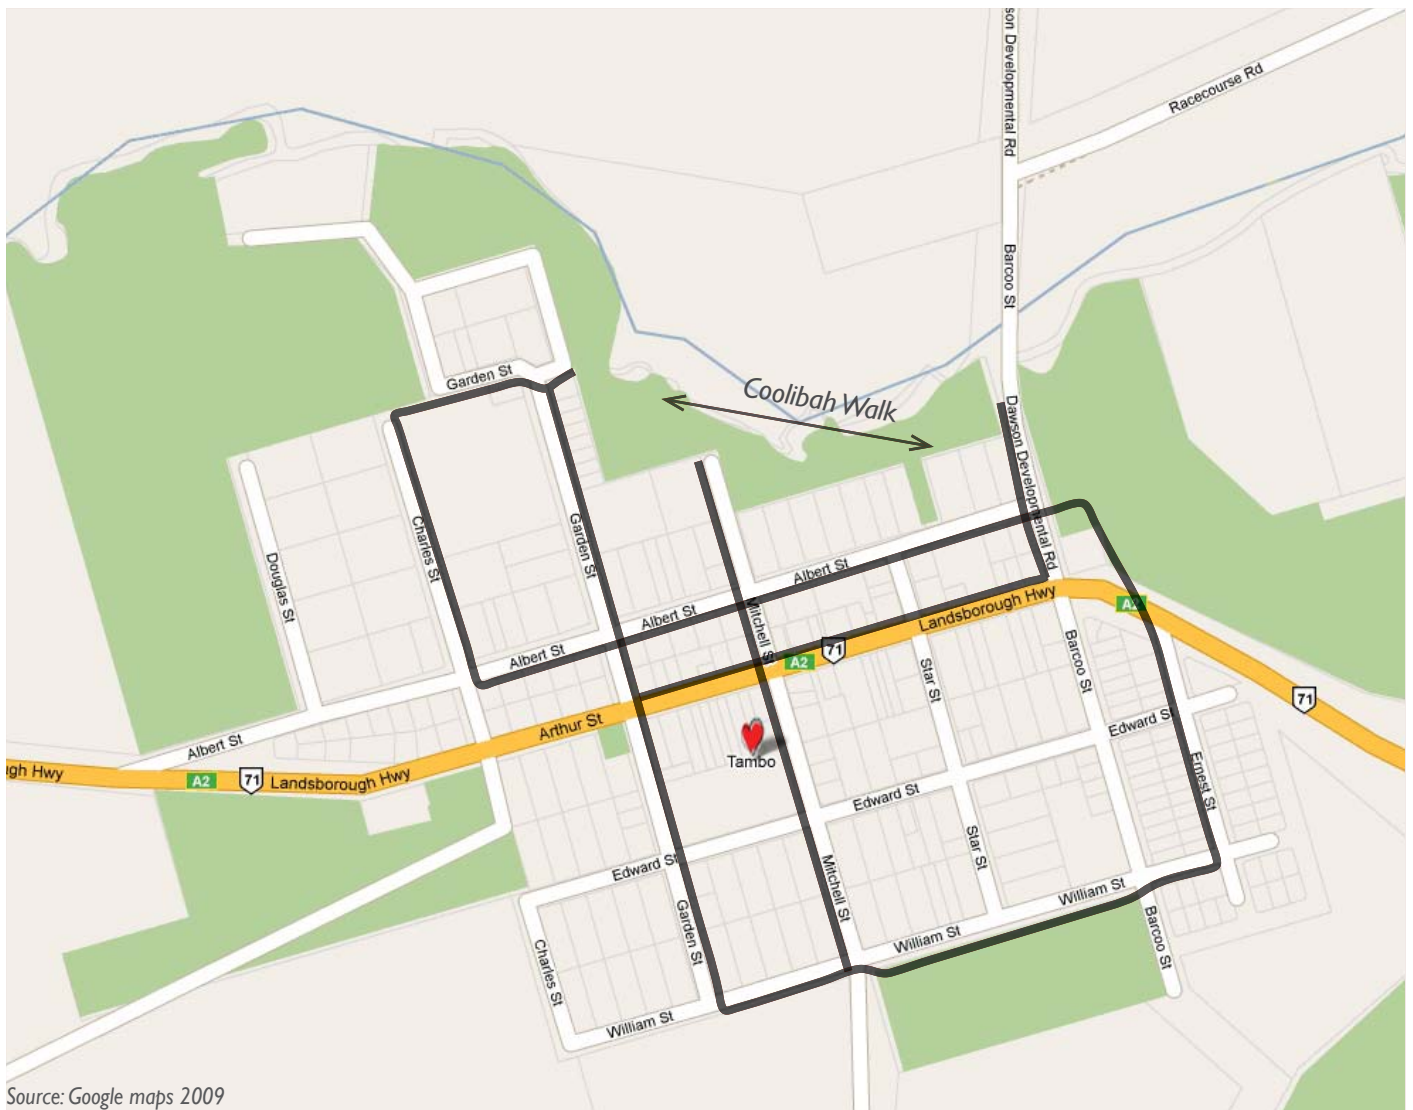 son Developmental Rd
Racecourse Rd
Barcoo St
Garden St
Coolibah Walk
Dawson Developmental Rd
Charles St
Garden St
Douglas St
Albert St
Albert St
Mitchell St
Albert St
Landsborough Hwy
A2
71
A2
Star St
Barcoo St
71
Arthur St
Albert St
Edward St
Tambo
gh Hwy
A2
71
Landsborough Hwy
Ernest St
Edward St
Star St
Edward St
Mitchell St
William St
Garden St
William St
Barcoo St
Charles St
William St
Source: Google maps 2009